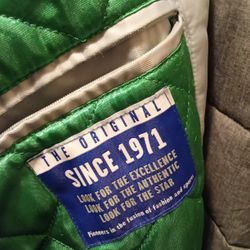 THE ORIGINAL
SINCE 1971
LOOK FOR THE EXCELLENCE
LOOK FOR THE AUTHENTIC
LOOK FOR THE STAR
Pioneers in the fusion of fashion and sports